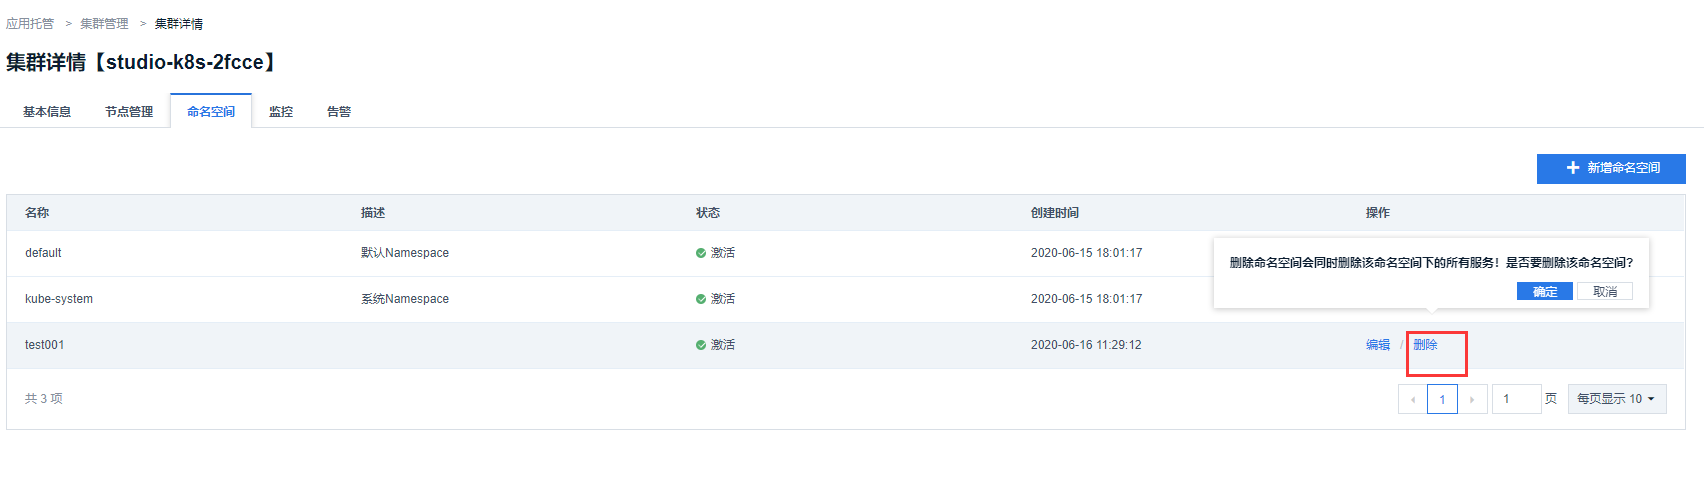 应用托管 > 集群管理 > 集群详情
集群详情【studio-k8s-2fcce】
基本信息 节点管理 命名空间 监控 告警
新增命名空间
名称 描述 状态 创建时间 操作
default 默认Namespace 激活 2020-06-15 18:01:17
删除命名空间会同时删除该命名空间下的所有服务！是否要删除该命名空间?
确定 取消
kube-system 系统Namespace 激活 2020-06-15 18:01:17
test001 激活 2020-06-16 11:29:12 编辑 / 删除
共 3 项 1 1 页 每页显示 10